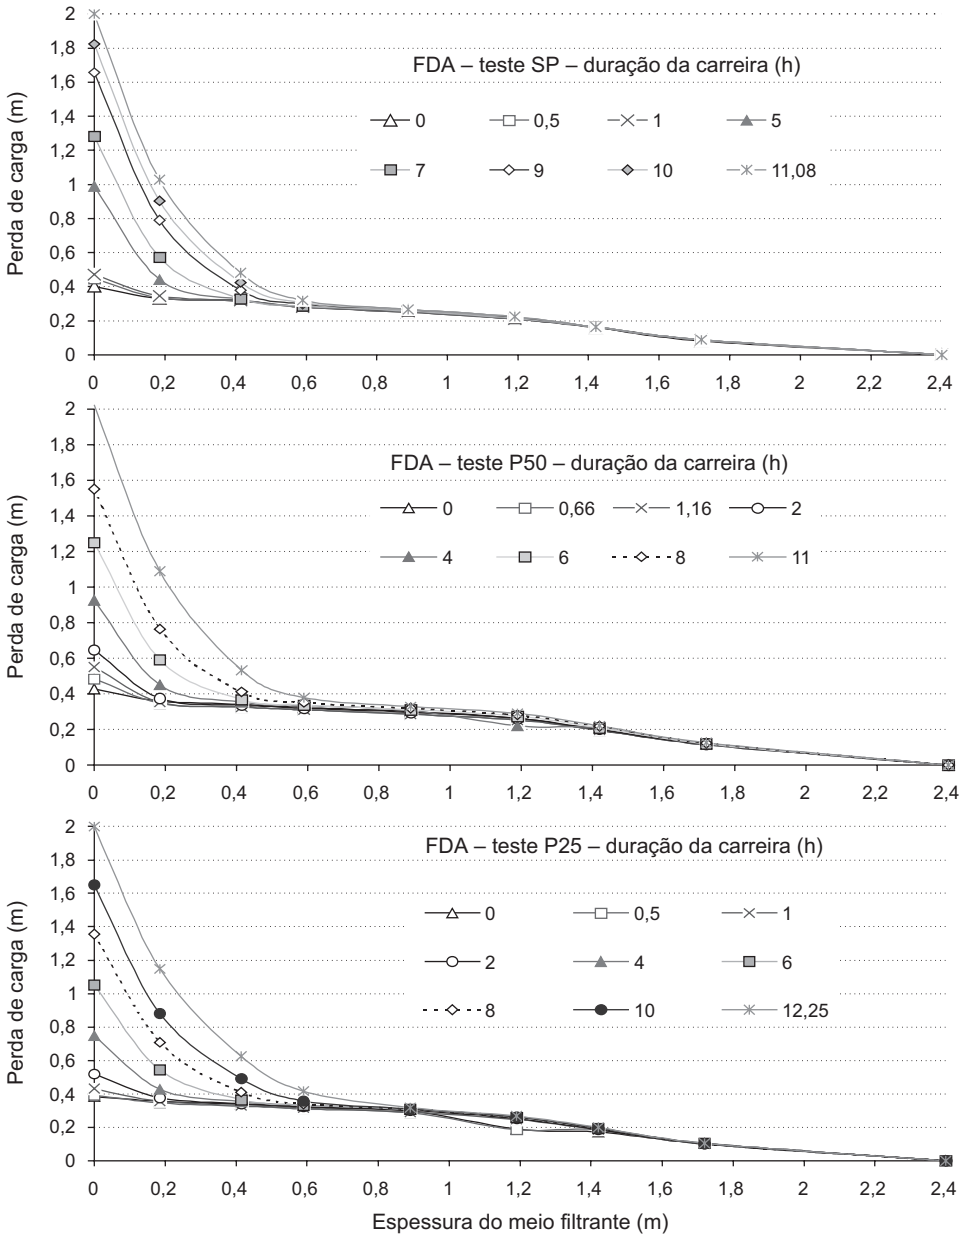 2
1,8
1,6
1,4
1,2
1
0,8
0,6
0,4
0,2
0
Perda de carga (m)
FDA – teste SP – duração da carreira (h)
0 0,5 1 5
7 9 10 11,08
0 0,2 0,4 0,6 0,8 1 1,2 1,4 1,6 1,8 2 2,2 2,4
2
1,8
1,6
1,4
1,2
1
0,8
0,6
0,4
0,2
0
Perda de carga (m)
FDA – teste P50 – duração da carreira (h)
0 0,66 1,16 2
4 6 8 11
0 0,2 0,4 0,6 0,8 1 1,2 1,4 1,6 1,8 2 2,2 2,4
2
1,8
1,6
1,4
1,2
1
0,8
0,6
0,4
0,2
0
Perda de carga (m)
FDA – teste P25 – duração da carreira (h)
0 0,5 1
2 4 6
8 10 12,25
0 0,2 0,4 0,6 0,8 1 1,2 1,4 1,6 1,8 2 2,2 2,4
Espessura do meio filtrante (m)